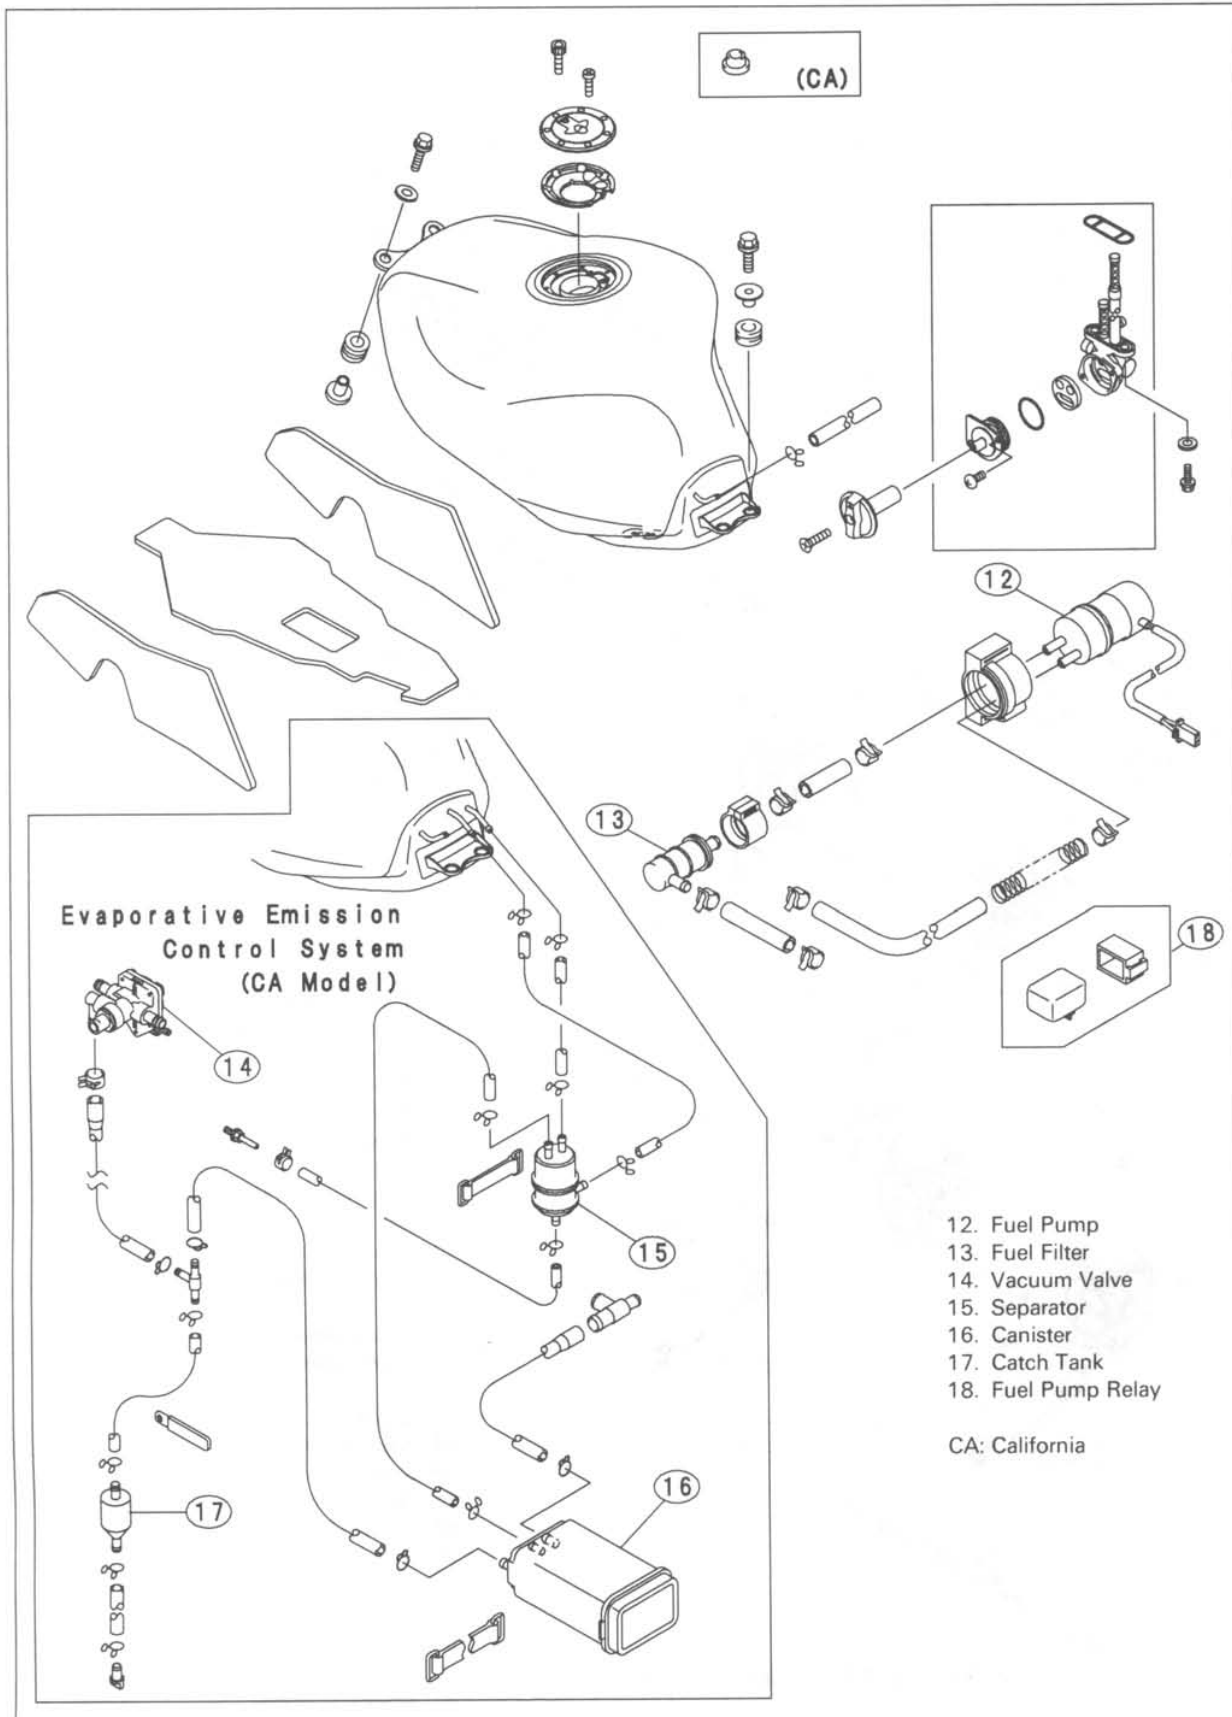 (CA)
12
13
18
Evaporative Emission
Control System
(CA Model)
14
15
16
17
12. Fuel Pump
13. Fuel Filter
14. Vacuum Valve
15. Separator
16. Canister
17. Catch Tank
18. Fuel Pump Relay
CA: California